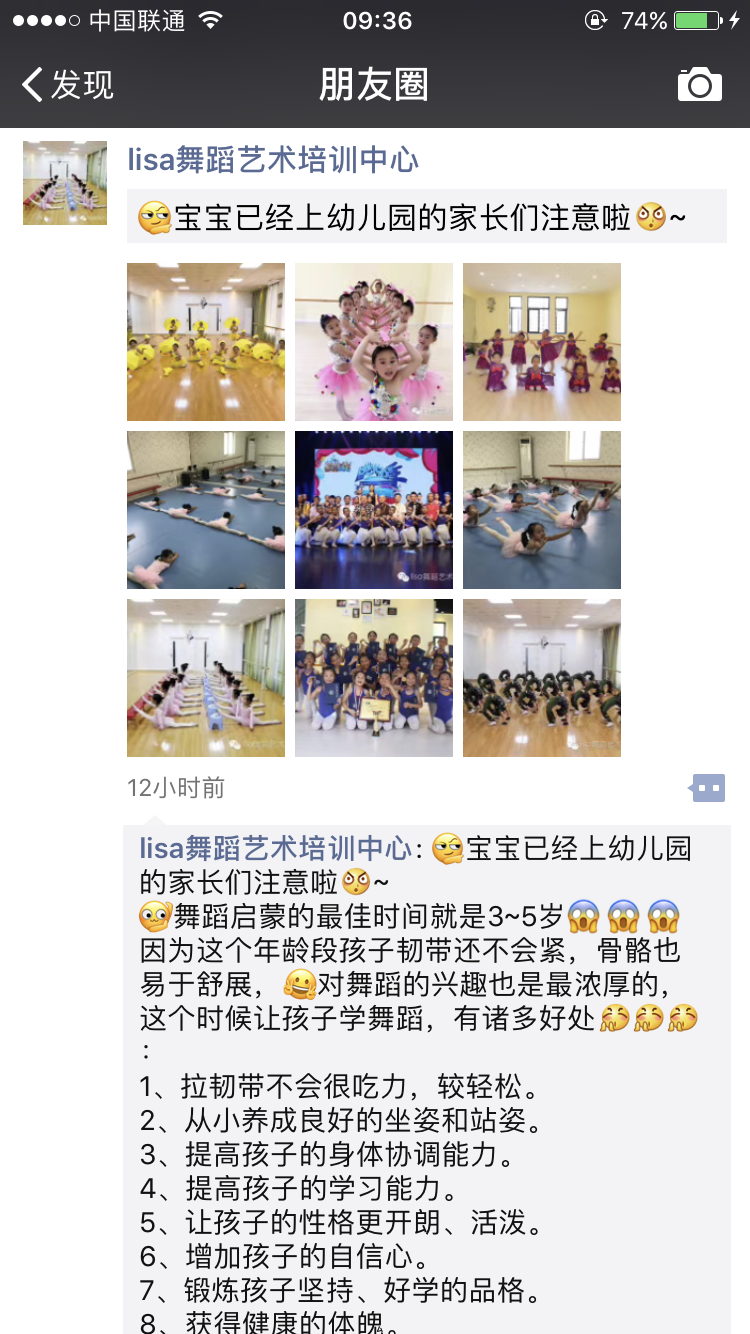 中国联通
09:36
74%
发现
朋友圈
lisa舞蹈艺术培训中心
🤔宝宝已经上幼儿园的家长们注意啦~
12小时前
lisa舞蹈艺术培训中心: 宝宝已经上幼儿园
的家长们注意啦~
舞蹈启蒙的最佳时间就是3~5岁😱😱😱
因为这个年龄段孩子韧带还不会紧，骨骼也
易于舒展，🤗对舞蹈的兴趣也是最浓厚的，
这个时候让孩子学舞蹈，有诸多好处
：
1、拉韧带不会很吃力，较轻松。
2、从小养成良好的坐姿和站姿。
3、提高孩子的身体协调能力。
4、提高孩子的学习能力。
5、让孩子的性格更开朗、活泼。
6、增加孩子的自信心。
7、锻炼孩子坚持、好学的品格。
8、获得健康的体魄。